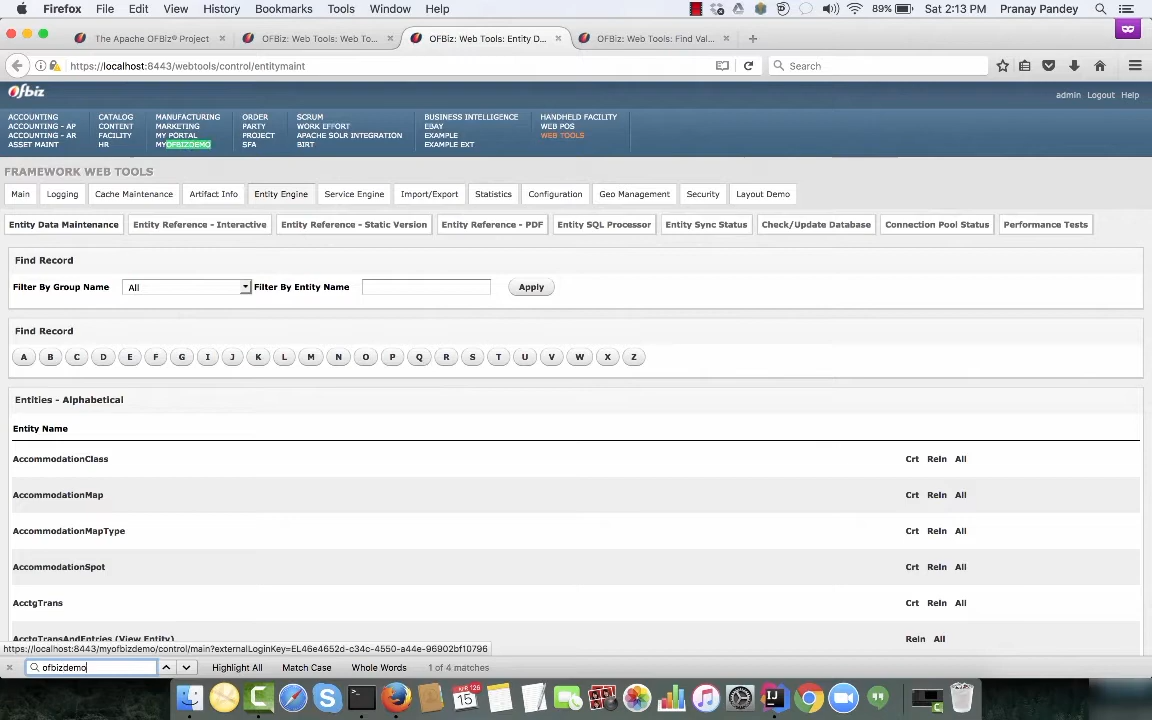 Firefox File Edit View History Bookmarks Tools Window Help 89% Sat 2:13 PM Pranay Pandey
The Apache OFBiz® Project OFBiz: Web Tools: Web To... OFBiz: Web Tools: Entity D... OFBiz: Web Tools: Find Val...
https://localhost:8443/webtools/control/entitymaint Search
Ofbiz admin Logout Help
ACCOUNTING CATALOG MANUFACTURING ORDER SCRUM BUSINESS INTELLIGENCE HANDHELD FACILITY
ACCOUNTING - AP CONTENT MARKETING PARTY WORK EFFORT EBAY WEB POS
ACCOUNTING - AR FACILITY MY PORTAL PROJECT APACHE SOLR INTEGRATION EXAMPLE WEB TOOLS
ASSET MAINT HR MYOFBIZDEMO SFA BIRT EXAMPLE EXT
FRAMEWORK WEB TOOLS
Main Logging Cache Maintenance Artifact Info Entity Engine Service Engine Import/Export Statistics Configuration Geo Management Security Layout Demo
Entity Data Maintenance Entity Reference - Interactive Entity Reference - Static Version Entity Reference - PDF Entity SQL Processor Entity Sync Status Check/Update Database Connection Pool Status Performance Tests
Find Record
Filter By Group Name All Filter By Entity Name Apply
Find Record
A B C D E F G I J K L M N O P Q R S T U V W X Z
Entities - Alphabetical
Entity Name
AccommodationClass Crt Reln All
AccommodationMap Crt Reln All
AccommodationMapType Crt Reln All
AccommodationSpot Crt Reln All
AcctgTrans Crt Reln All
AcctgTransAndEntries (View Entity) Reln All
https://localhost:8443/myofbizdemo/control/main?externalLoginKey=EL46e4652d-c34c-4550-a44e-96902bf10796
ofbizdemo Highlight All Match Case Whole Words 1 of 4 matches
15